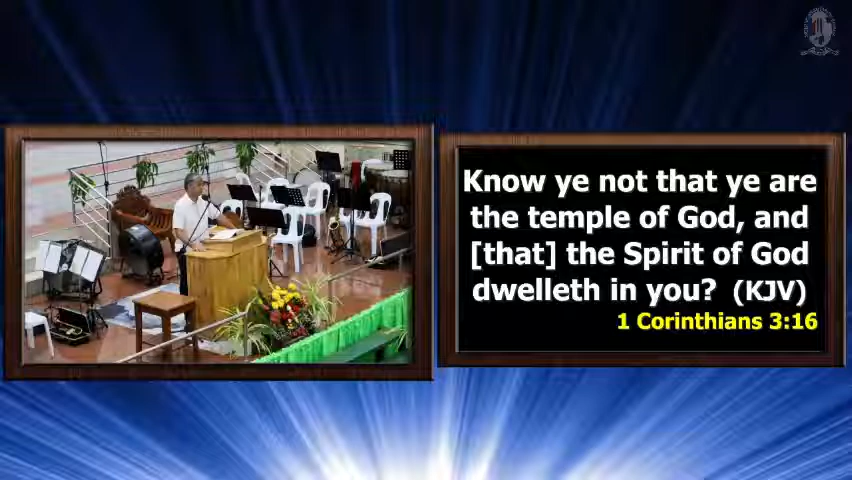 Know ye not that ye are
the temple of God, and
[that] the Spirit of God
dwelleth in you?  (KJV)
1 Corinthians 3:16